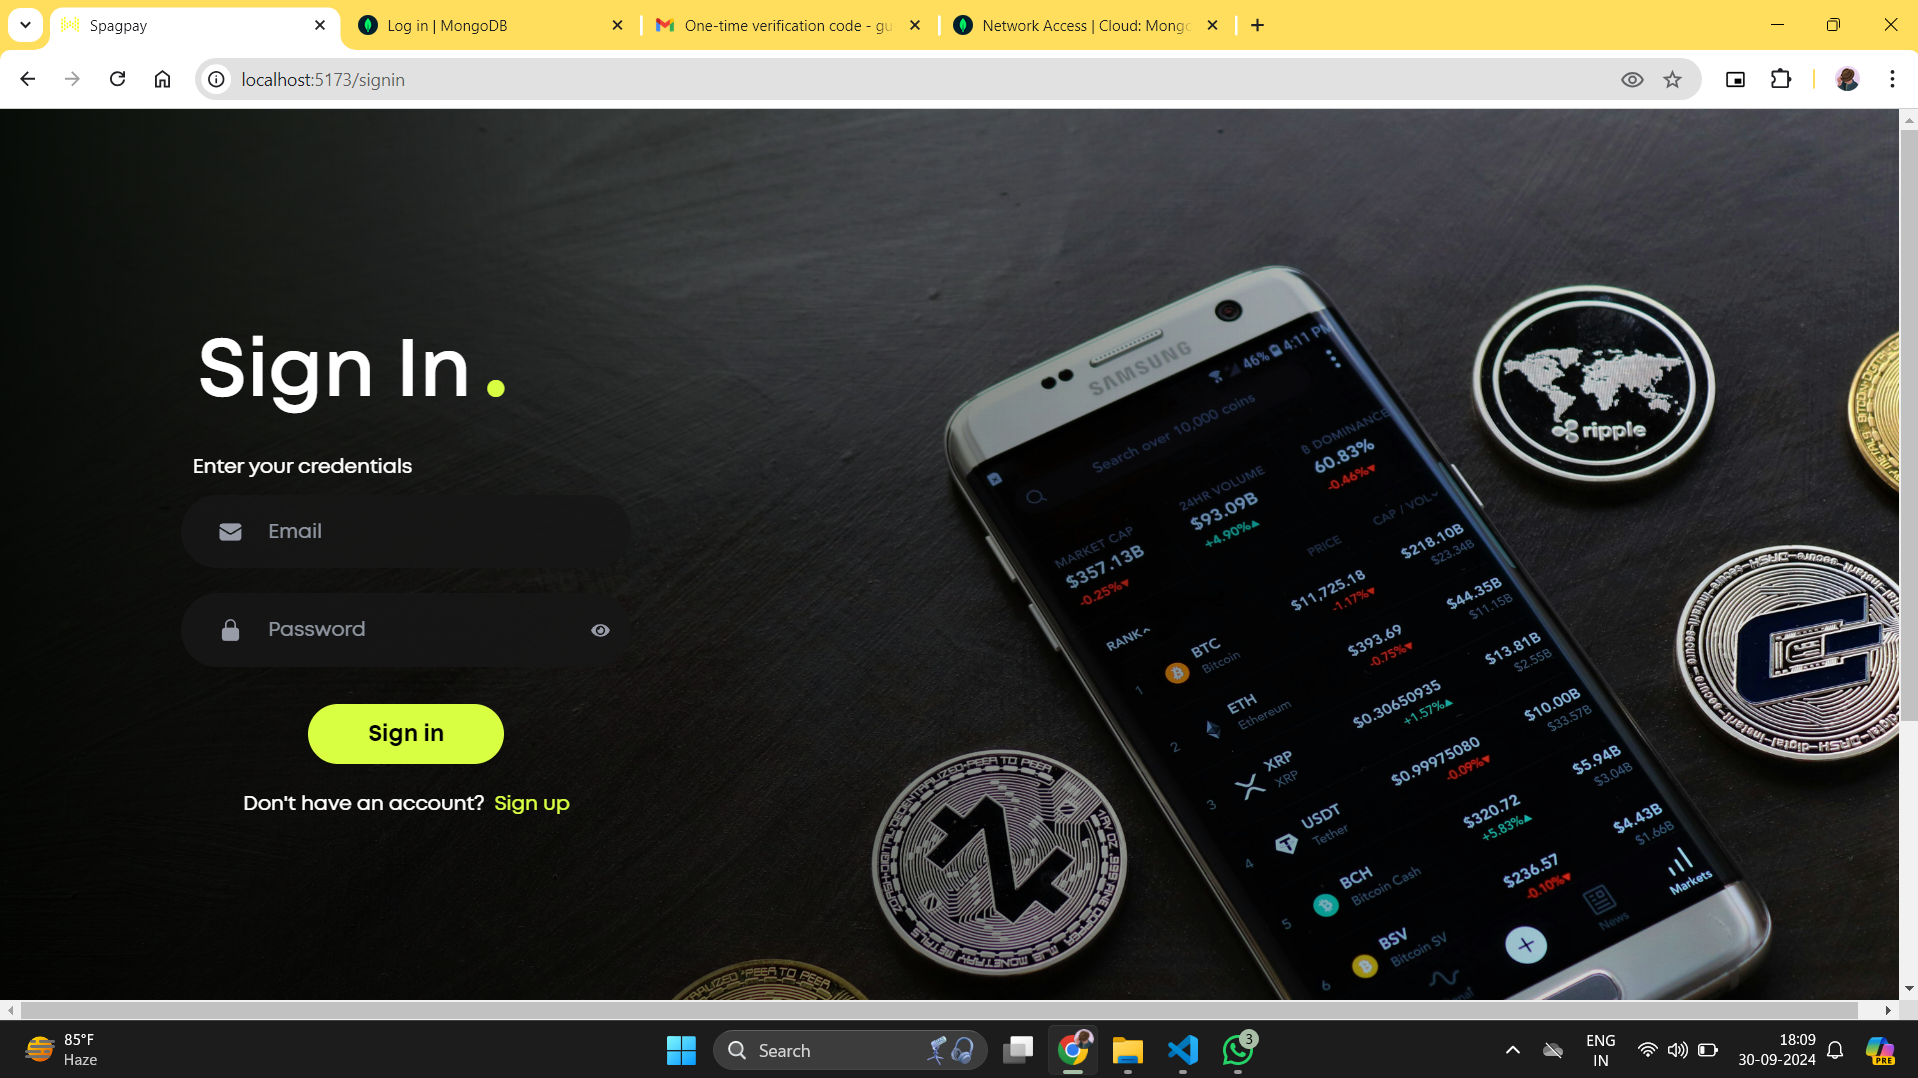 Spagpay
Log in | MongoDB
One-time verification code - gu
Network Access | Cloud: Mongo
localhost:5173/signin
Sign In .
Enter your credentials
Email
Password
Sign in
Don't have an account? Sign up
SAMSUNG
46% 4:11 PM
Search over 10,000 coins
MARKET CAP
$357.13B
-0.25%▼
24HR VOLUME
$93.09B
+4.90%▲
B DOMINANCE
60.83%
-0.46%▼
RANK^
PRICE
CAP / VOL
1 BTC $11,725.18 $218.10B
Bitcoin -1.17%▼ $23.34B
2 ETH $393.69 $44.35B
Ethereum -0.75%▼ $11.15B
3 XRP $0.30650935 $13.81B
XRP +1.57%▲ $2.55B
4 USDT $0.99975080 $10.00B
Tether -0.09%▼ $33.57B
5 BCH $320.72 $5.94B
Bitcoin Cash +5.83%▲ $3.04B
6 BSV $236.57 $4.43B
Bitcoin SV -0.10%▼ $1.66B
News
Markets
ripple
DECENTRALIZED PEER TO PEER
PEER TO PEER
85°F
Haze
Search
3
ENG
IN
18:09
30-09-2024
PRE